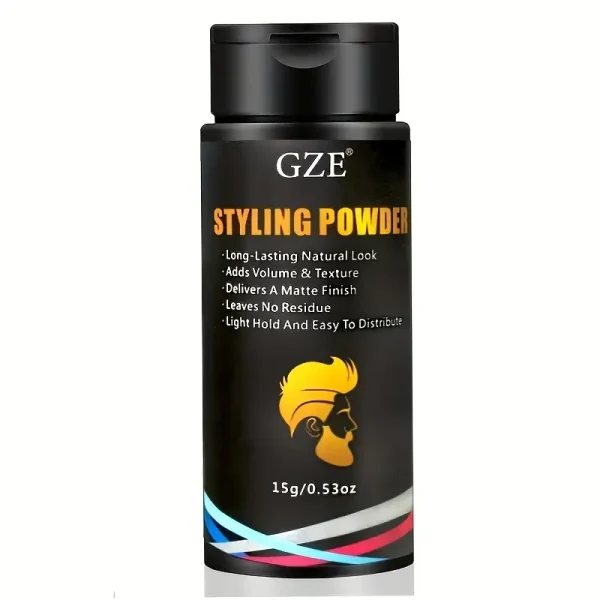 GZE®
STYLING POWDER
·Long-Lasting Natural Look
·Adds Volume & Texture
·Delivers A Matte Finish
·Leaves No Residue
·Light Hold And Easy To Distribute
15g/0.53oz